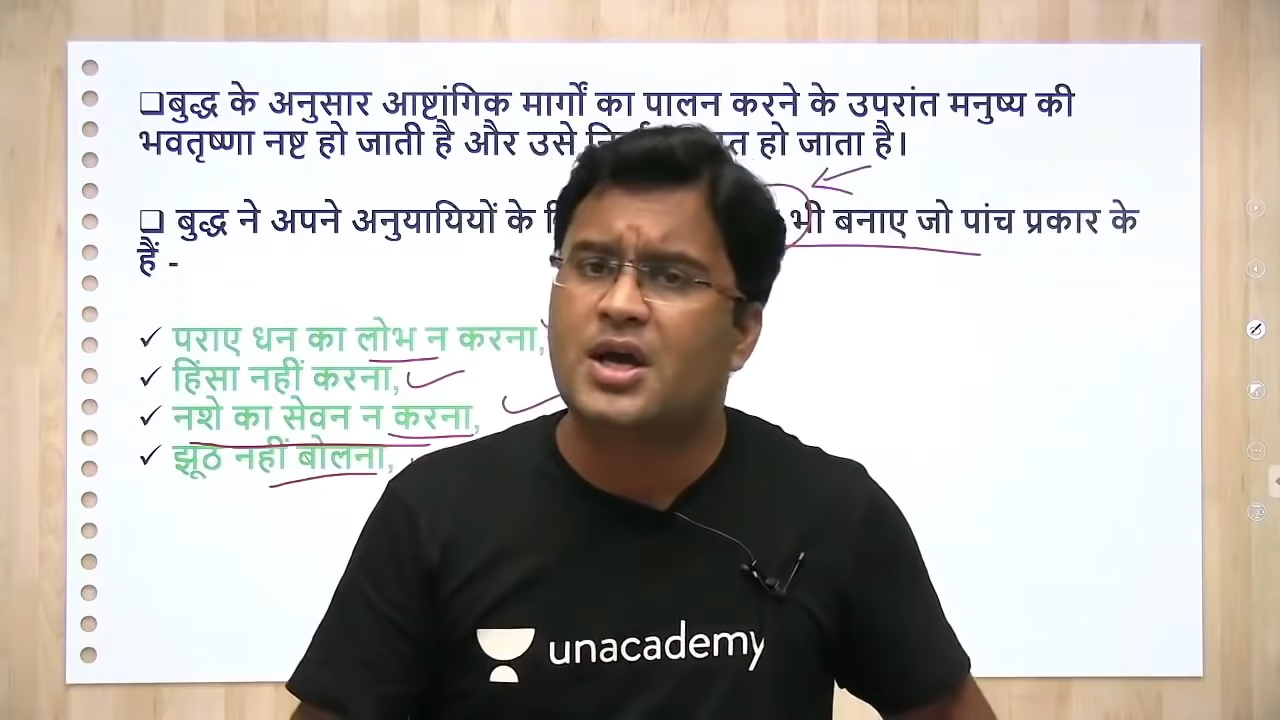 ❑बुद्ध के अनुसार आष्टांगिक मार्गों का पालन करने के उपरांत मनुष्य की
भवतृष्णा नष्ट हो जाती है और उसे हो जाता है।
❑ बुद्ध ने अपने अनुयायियों के भी बनाए जो पांच प्रकार के
हैं -
✓ पराए धन का लोभ न करना,
✓ हिंसा नहीं करना,
✓ नशे का सेवन न करना,
✓ झूठ नहीं बोलना,
unacademy